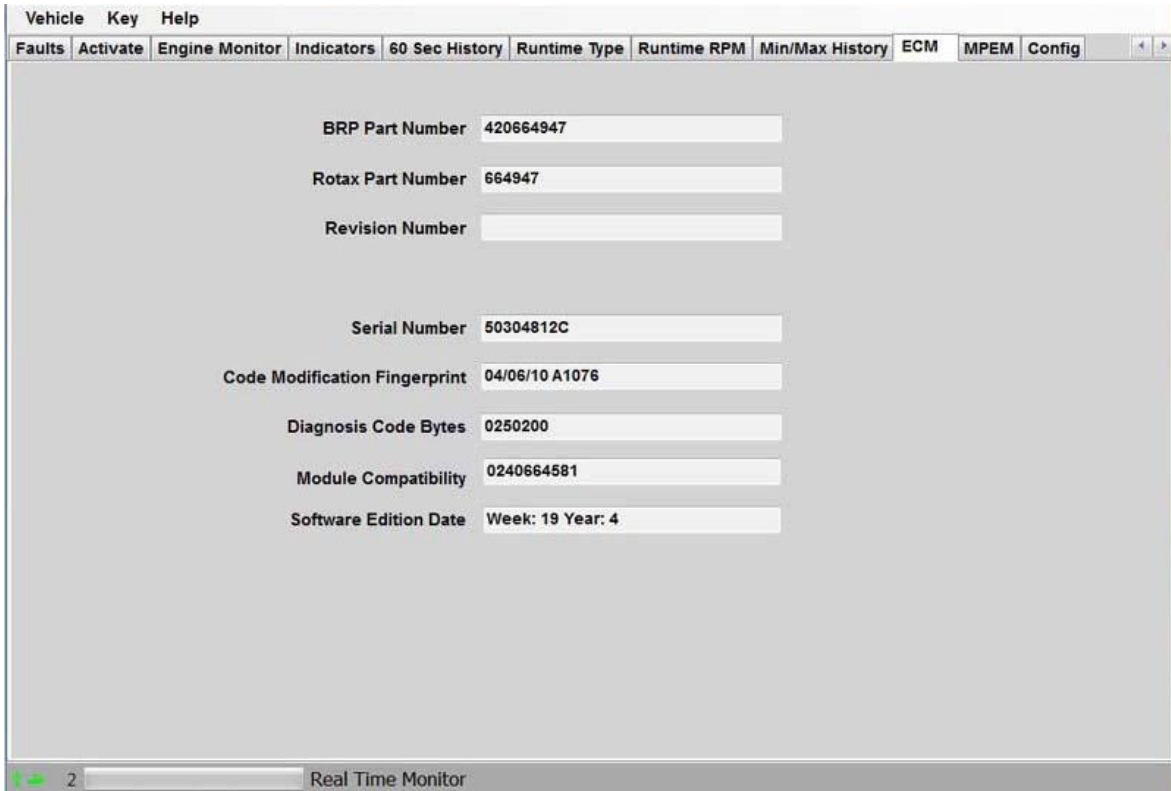 Vehicle Key Help
Faults Activate Engine Monitor Indicators 60 Sec History Runtime Type Runtime RPM Min/Max History ECM MPEM Config
BRP Part Number 420664947
Rotax Part Number 664947
Revision Number
Serial Number 50304812C
Code Modification Fingerprint 04/06/10 A1076
Diagnosis Code Bytes 0250200
Module Compatibility 0240664581
Software Edition Date Week: 19 Year: 4
2 Real Time Monitor